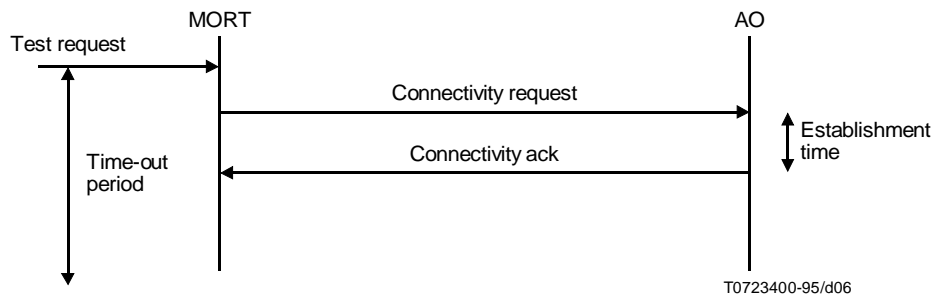 MORT
AO
Test request
Connectivity request
Establishment
time
Connectivity ack
Time-out
period
T0723400-95/d06